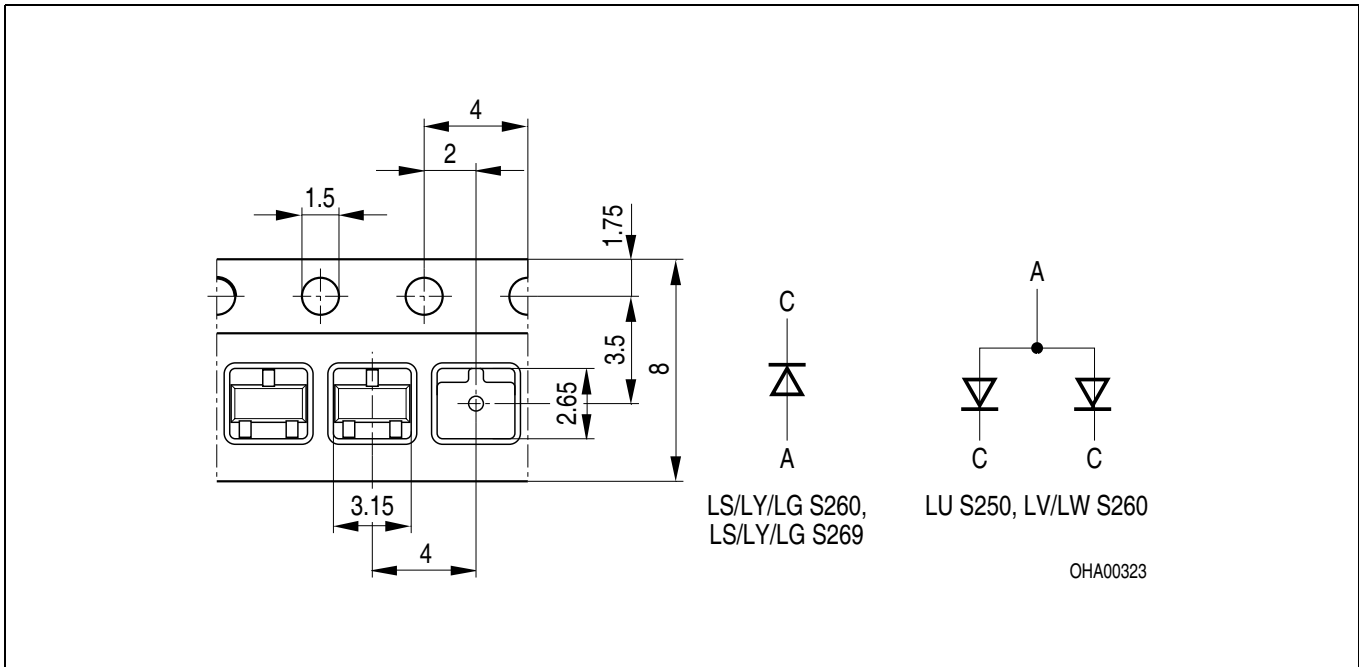 4
2
1.5
1.75
3.5
8
2.65
3.15
4
C
A
LS/LY/LG S260,
LS/LY/LG S269
A
C C
LU S250, LV/LW S260
OHA00323